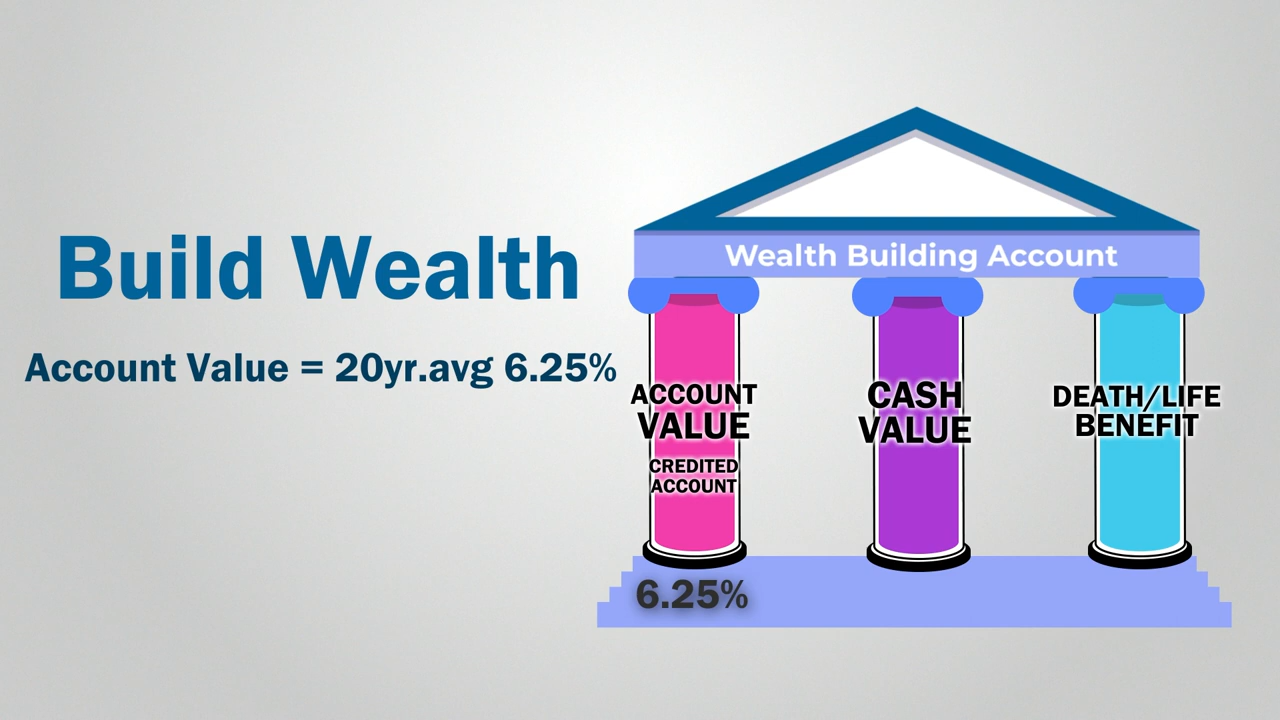 Build Wealth
Account Value = 20yr.avg 6.25%
Wealth Building Account
ACCOUNT
VALUE
CREDITED
ACCOUNT
CASH
VALUE
DEATH/LIFE
BENEFIT
6.25%